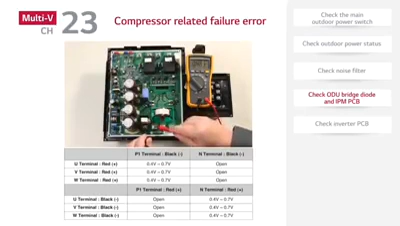 Multi-V
CH 23 Compressor related failure error
Check the main
outdoor power switch
Check outdoor power status
Check noise filter
Check ODU bridge diode
and IPM PCB
Check inverter PCB
P1 Terminal : Black (-) N Terminal : Black (-)
U Terminal : Red (+) 0.4V ~ 0.7V Open
V Terminal : Red (+) 0.4V ~ 0.7V Open
W Terminal : Red (+) 0.4V ~ 0.7V Open
P1 Terminal : Red (+) N Terminal : Red (+)
U Terminal : Black (-) Open 0.4V ~ 0.7V
V Terminal : Black (-) Open 0.4V ~ 0.7V
W Terminal : Black (-) Open 0.4V ~ 0.7V